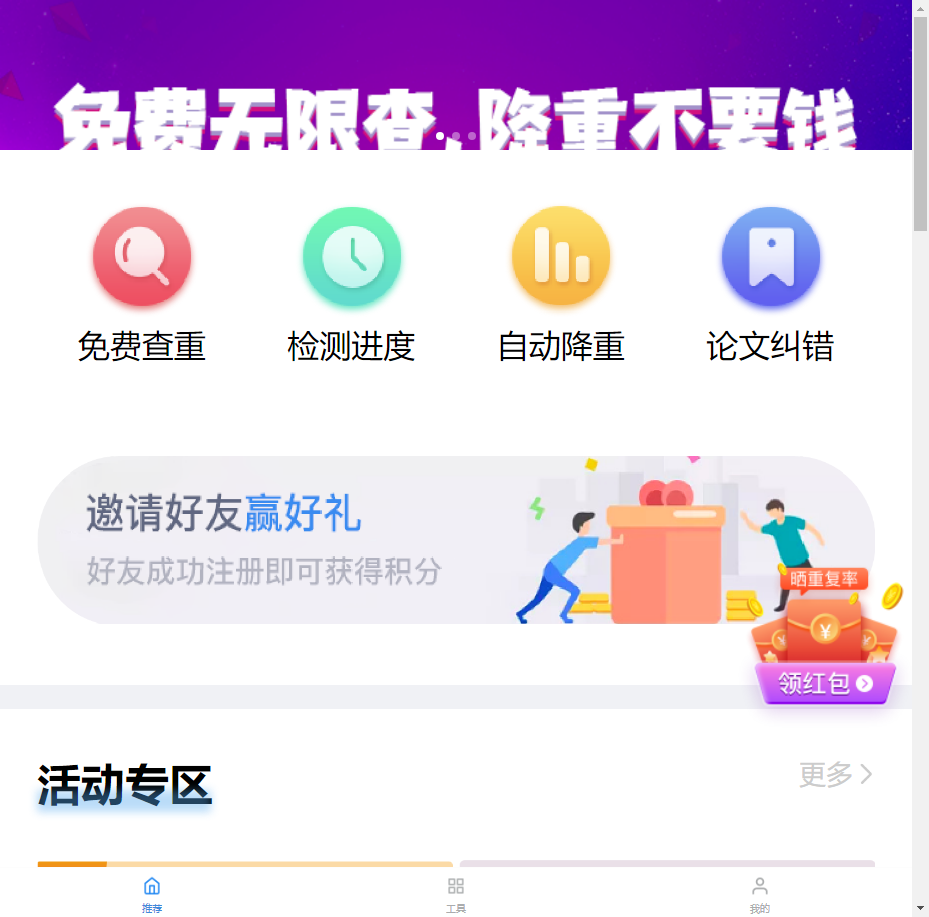 免费无限查，降重不要钱
免费查重
检测进度
自动降重
论文纠错
邀请好友赢好礼
好友成功注册即可获得积分
晒重复率
¥ ¥ ¥
领红包
活动专区
更多
推荐
工具
我的